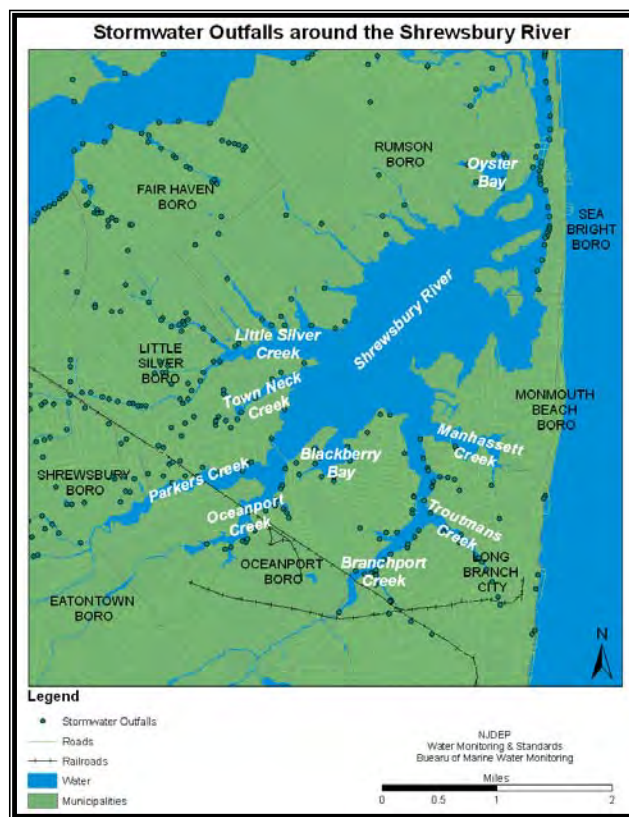 Stormwater Outfalls around the Shrewsbury River
RUMSON
BORO
Oyster
Bay
FAIR HAVEN
BORO
SEA
BRIGHT
BORO
Shrewsbury River
Little Silver
Creek
LITTLE
SILVER
BORO
Town Neck
Creek
MONMOUTH
BEACH
BORO
Manhassett
Creek
Blackberry
Bay
SHREWSBURY
BORO
Parkers Creek
Oceanport
Creek
Troutmans
Creek
OCEANPORT
BORO
Branchport
Creek
LONG
BRANCH
CITY
EATONTOWN
BORO
N
Legend
Stormwater Outfalls
Roads
Railroads
Water
Municipalities
NJDEP
Water Monitoring & Standards
Buearu of Marine Water Monitoring
Miles
0 0.5 1 2